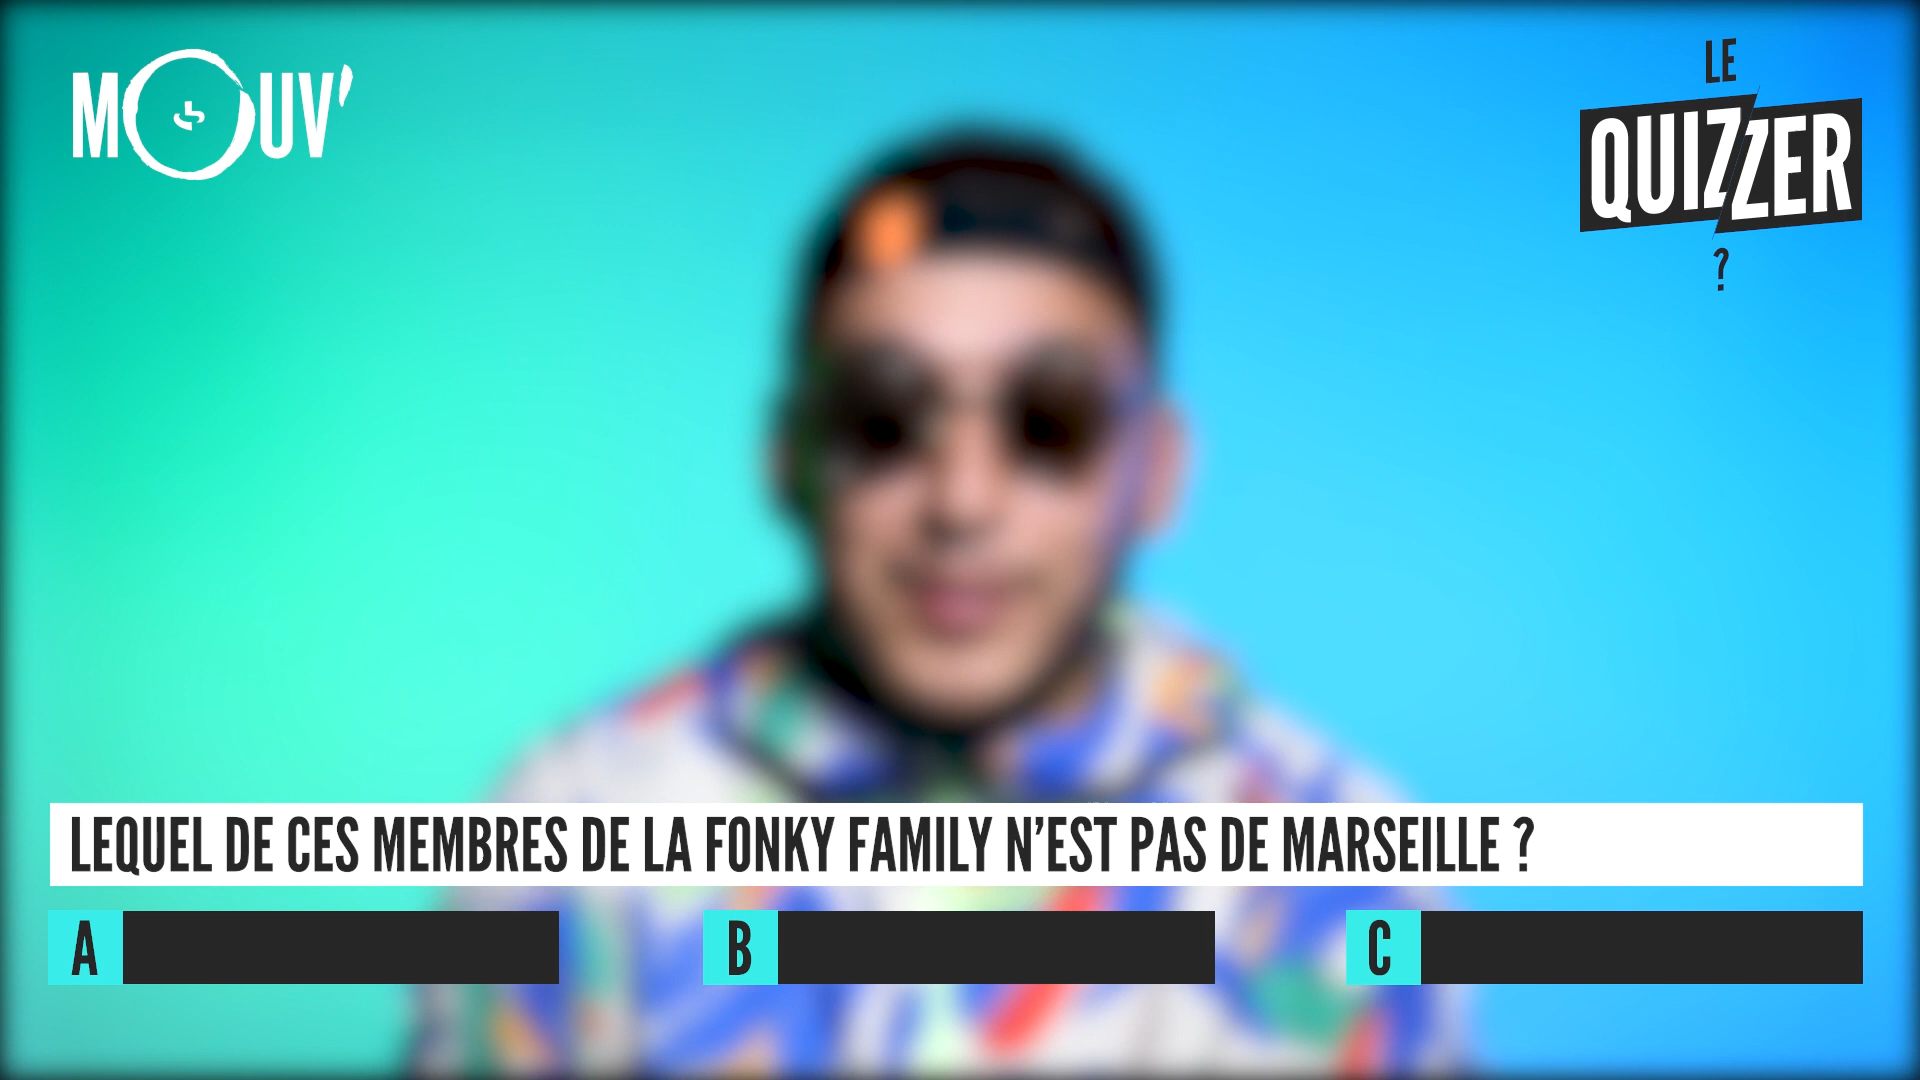 MOUV'
LE
QUIZZER
?
LEQUEL DE CES MEMBRES DE LA FONKY FAMILY N'EST PAS DE MARSEILLE ?
A
B
C